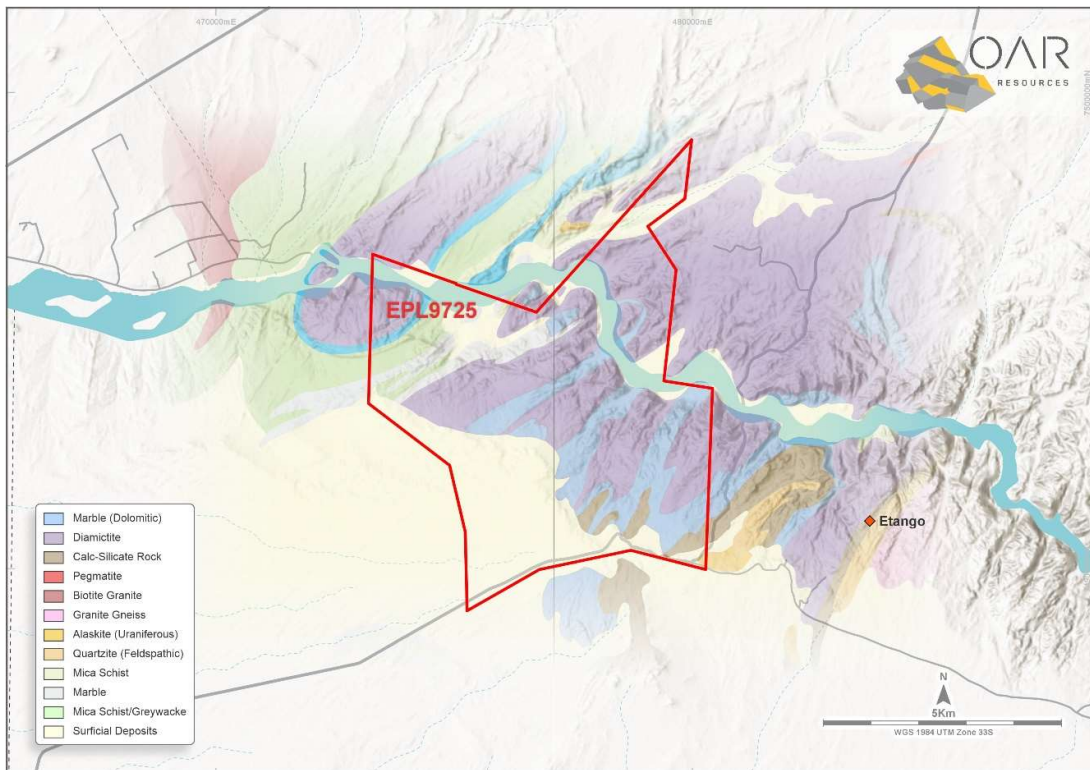 470000mE
480000mE
OAR
RESOURCES
EPL9725
Etango
Marble (Dolomitic)
Diamictite
Calc-Silicate Rock
Pegmatite
Biotite Granite
Granite Gneiss
Alaskite (Uraniferous)
Quartzite (Feldspathic)
Mica Schist
Marble
Mica Schist/Greywacke
Surficial Deposits
N
5Km
WGS 1984 UTM Zone 33S